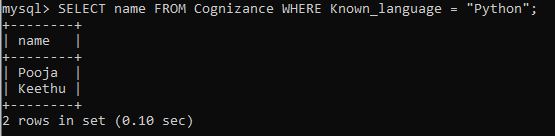 mysql> SELECT name FROM Cognizance WHERE Known_language = "Python";
+--------+
| name   |
+--------+
| Pooja  |
| Keethu |
+--------+
2 rows in set (0.10 sec)